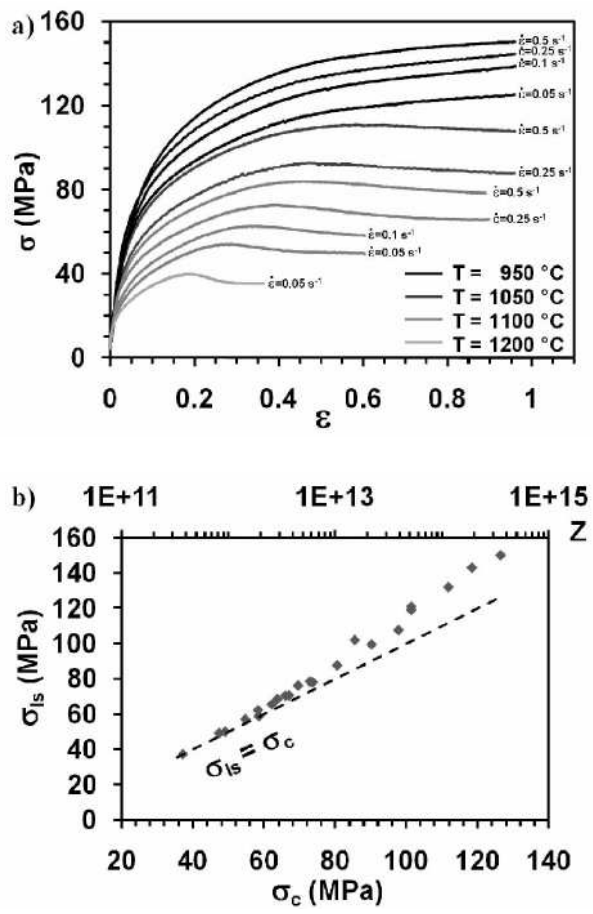 a)
160
120
80
40
0
σ (MPa)
ε̇=0.5 s⁻¹
ε̇=0.25 s⁻¹
ε̇=0.1 s⁻¹
ε̇=0.05 s⁻¹
ε̇=0.5 s⁻¹
ε̇=0.25 s⁻¹
ε̇=0.5 s⁻¹
ε̇=0.25 s⁻¹
ε̇=0.1 s⁻¹
ε̇=0.05 s⁻¹
ε̇=0.05 s⁻¹
T = 950 °C
T = 1050 °C
T = 1100 °C
T = 1200 °C
0 0.2 0.4 0.6 0.8 1
ε
b)
1E+11 1E+13 1E+15
Z
160
140
120
100
80
60
40
20
0
σls (MPa)
σls = σc
20 40 60 80 100 120 140
σc (MPa)